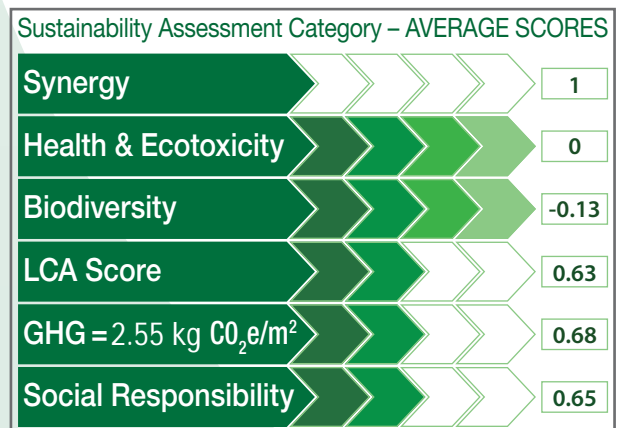 Sustainability Assessment Category – AVERAGE SCORES
Synergy 1
Health & Ecotoxicity 0
Biodiversity -0.13
LCA Score 0.63
GHG = 2.55 kg CO₂e/m² 0.68
Social Responsibility 0.65